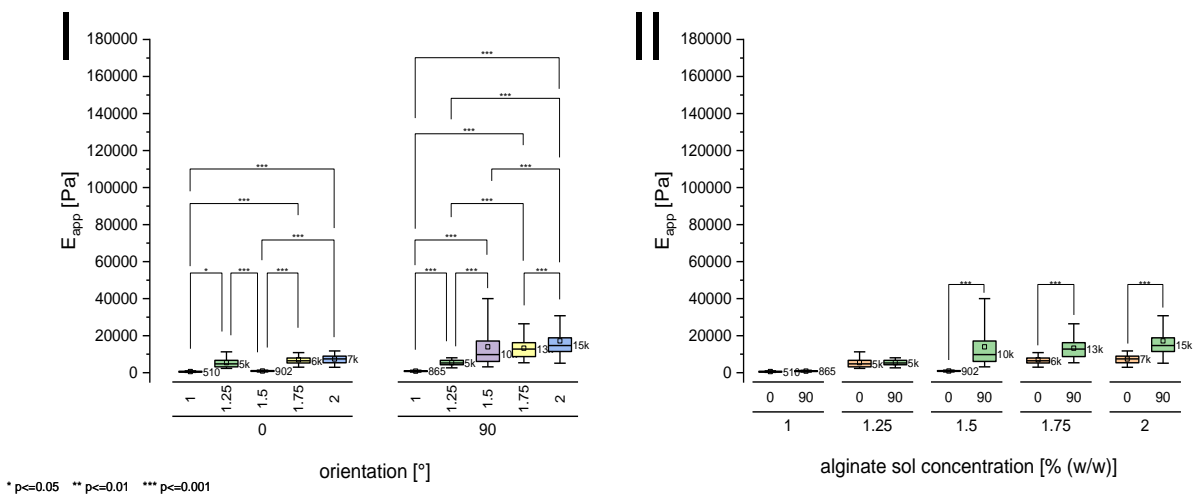 I
180000
160000
140000
120000
100000
80000
60000
40000
20000
0
E_app [Pa]
***
***
***
***
***
***
***
***
***
***
* *** *** *** *** ***
510 5k 902 6k 7k 865 5k 10 13k 15k
1 1.25 1.5 1.75 2 1 1.25 1.5 1.75 2
0 90
orientation [°]
* p<=0.05 ** p<=0.01 *** p<=0.001
II
180000
160000
140000
120000
100000
80000
60000
40000
20000
0
E_app [Pa]
*** *** ***
510 865 5k 5k 902 10k 6k 13k 7k 15k
0 90 0 90 0 90 0 90 0 90
1 1.25 1.5 1.75 2
alginate sol concentration [% (w/w)]